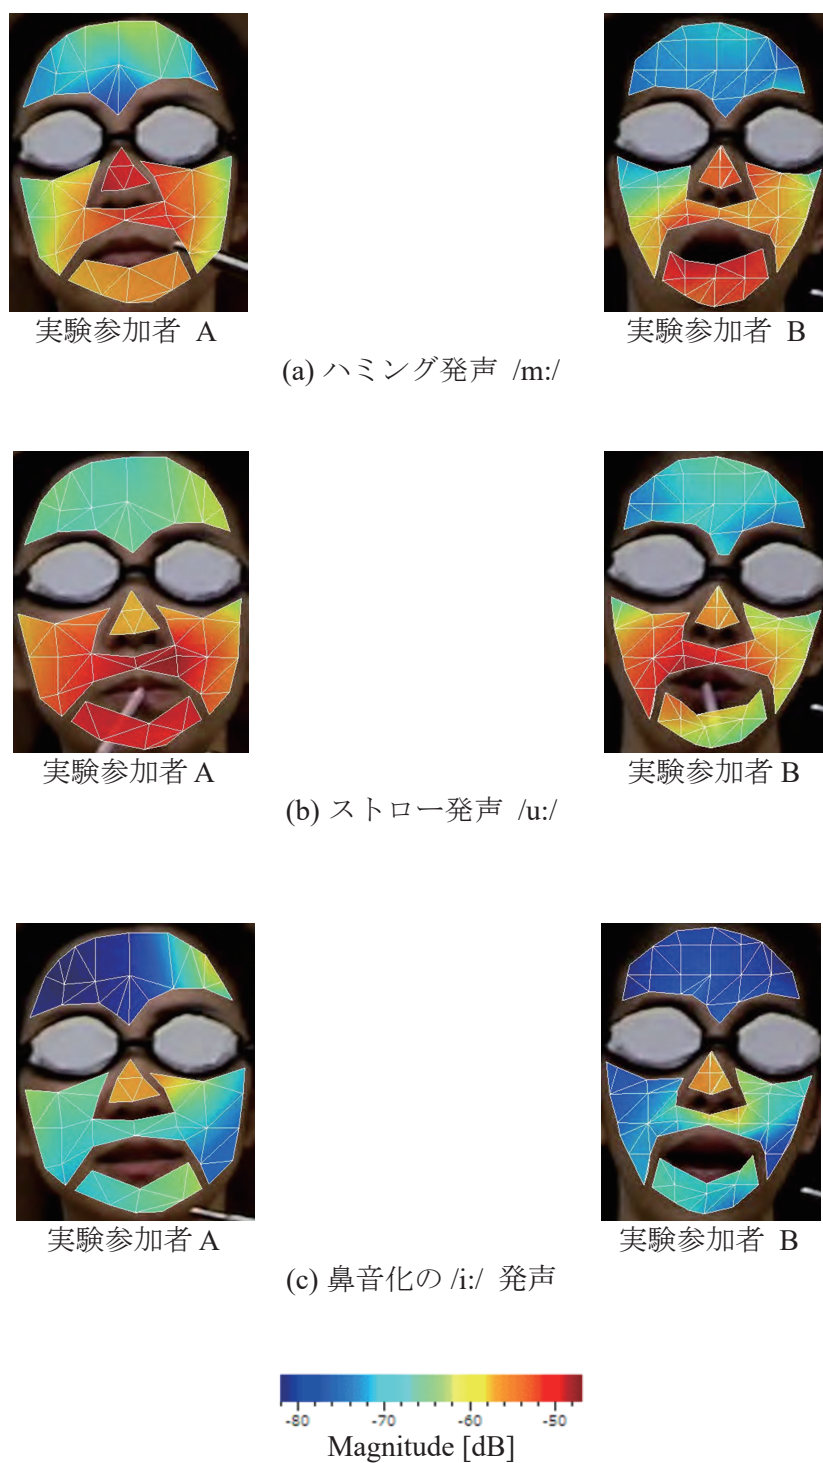 実験参加者 A
実験参加者 B
(a) ハミング発声 /m:/
実験参加者 A
実験参加者 B
(b) ストロー発声 /u:/
実験参加者 A
実験参加者 B
(c) 鼻音化の /i:/ 発声
-80 -70 -60 -50
Magnitude [dB]